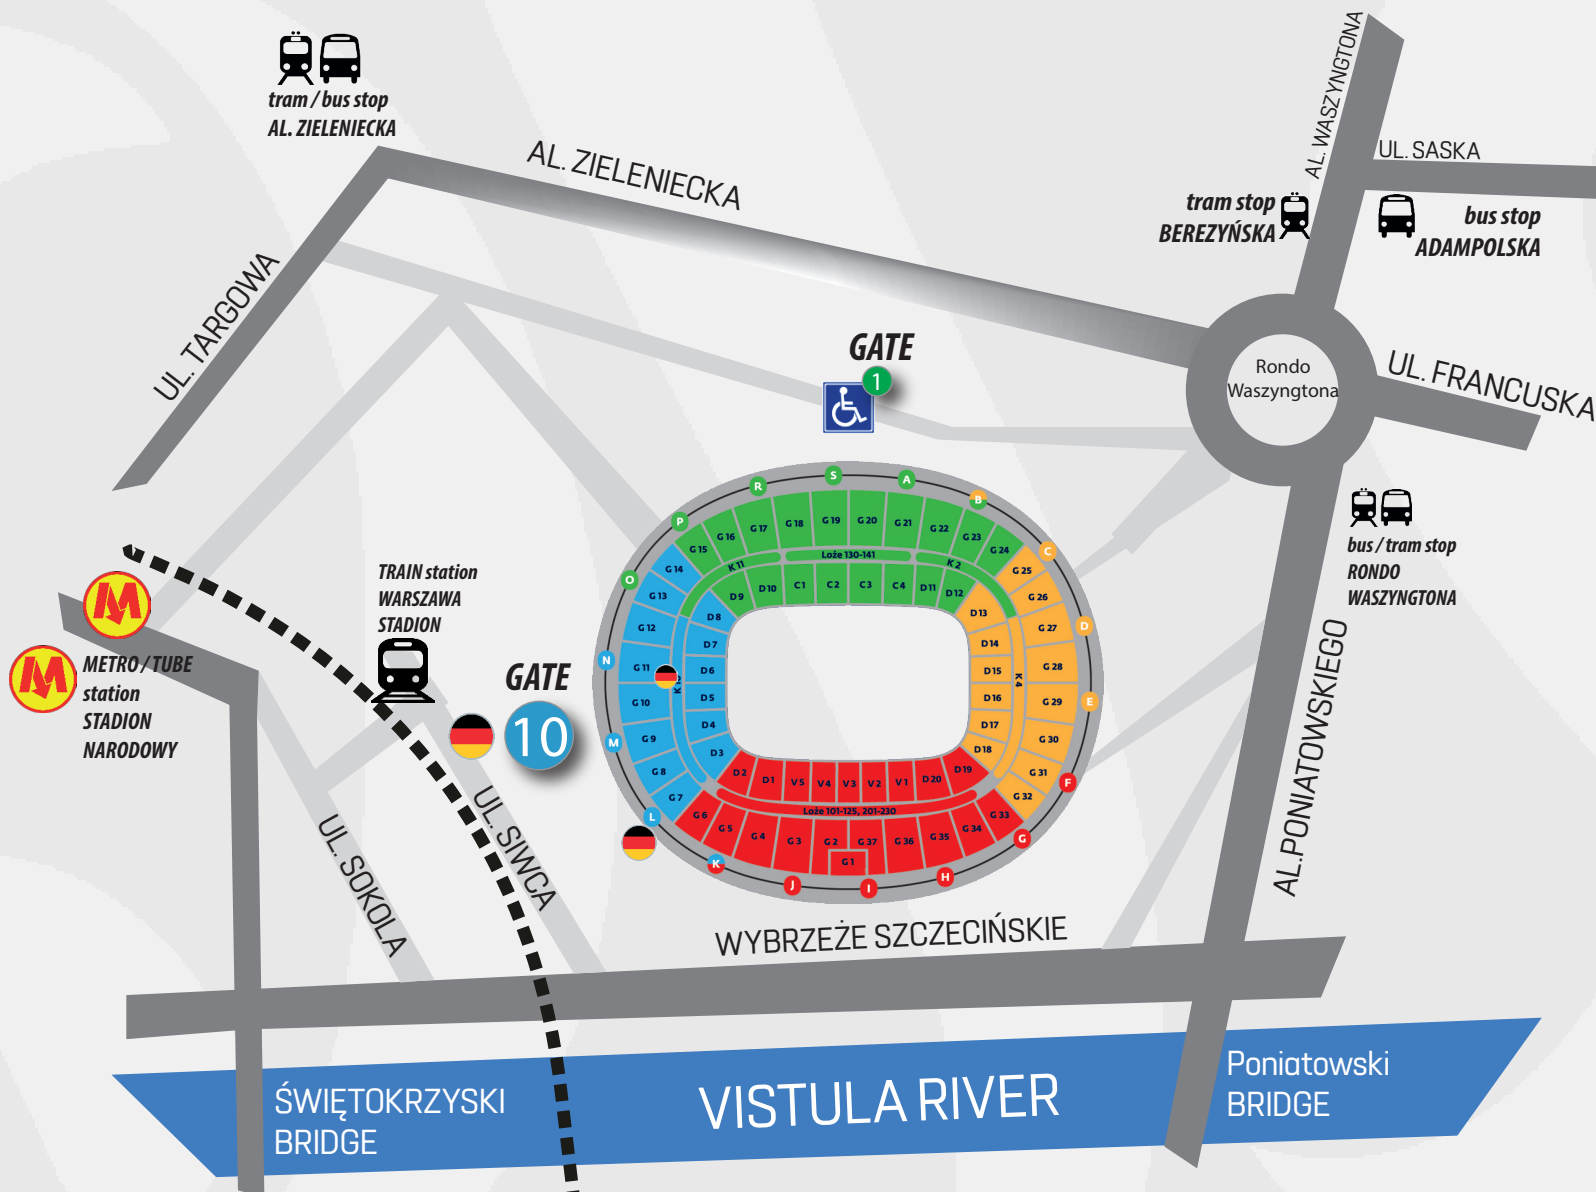 tram / bus stop
AL. ZIELENIECKA
AL. ZIELENIECKA
AL. WASZYNGTONA
UL. SASKA
tram stop
BEREZYŃSKA
bus stop
ADAMPOLSKA
UL. TARGOWA
GATE
1
Rondo
Waszyngtona
UL. FRANCUSKA
bus / tram stop
RONDO
WASZYNGTONA
TRAIN station
WARSZAWA
STADION
M
M
METRO / TUBE
station
STADION
NARODOWY
GATE
10
UL. SIWCA
UL. SOKOLA
AL.PONIATOWSKIEGO
S
A
R
B
P
C
O
D
N
E
M
F
L
G
K
H
J
I
G 14
G 15
G 16
G 17
G 18
G 19
G 20
G 21
G 22
G 23
G 24
G 25
K 11
Loże 130-141
K 2
D9
D10
C1
C2
C3
C4
D11
D12
G 13
G 12
G 11
G 10
G 9
G 8
G 7
D8
D7
D6
D5
D4
D3
D13
D14
D15
D16
D17
D18
K 4
G 26
G 27
G 28
G 29
G 30
G 31
G 32
D2
D1
V5
V4
V3
V2
V1
D20
D19
Loże 101-125, 201-230
G 6
G 5
G 4
G 3
G 2
G 37
G 36
G 35
G 34
G 33
G 1
WYBRZEŻE SZCZECIŃSKIE
ŚWIĘTOKRZYSKI
BRIDGE
VISTULA RIVER
Poniatowski
BRIDGE